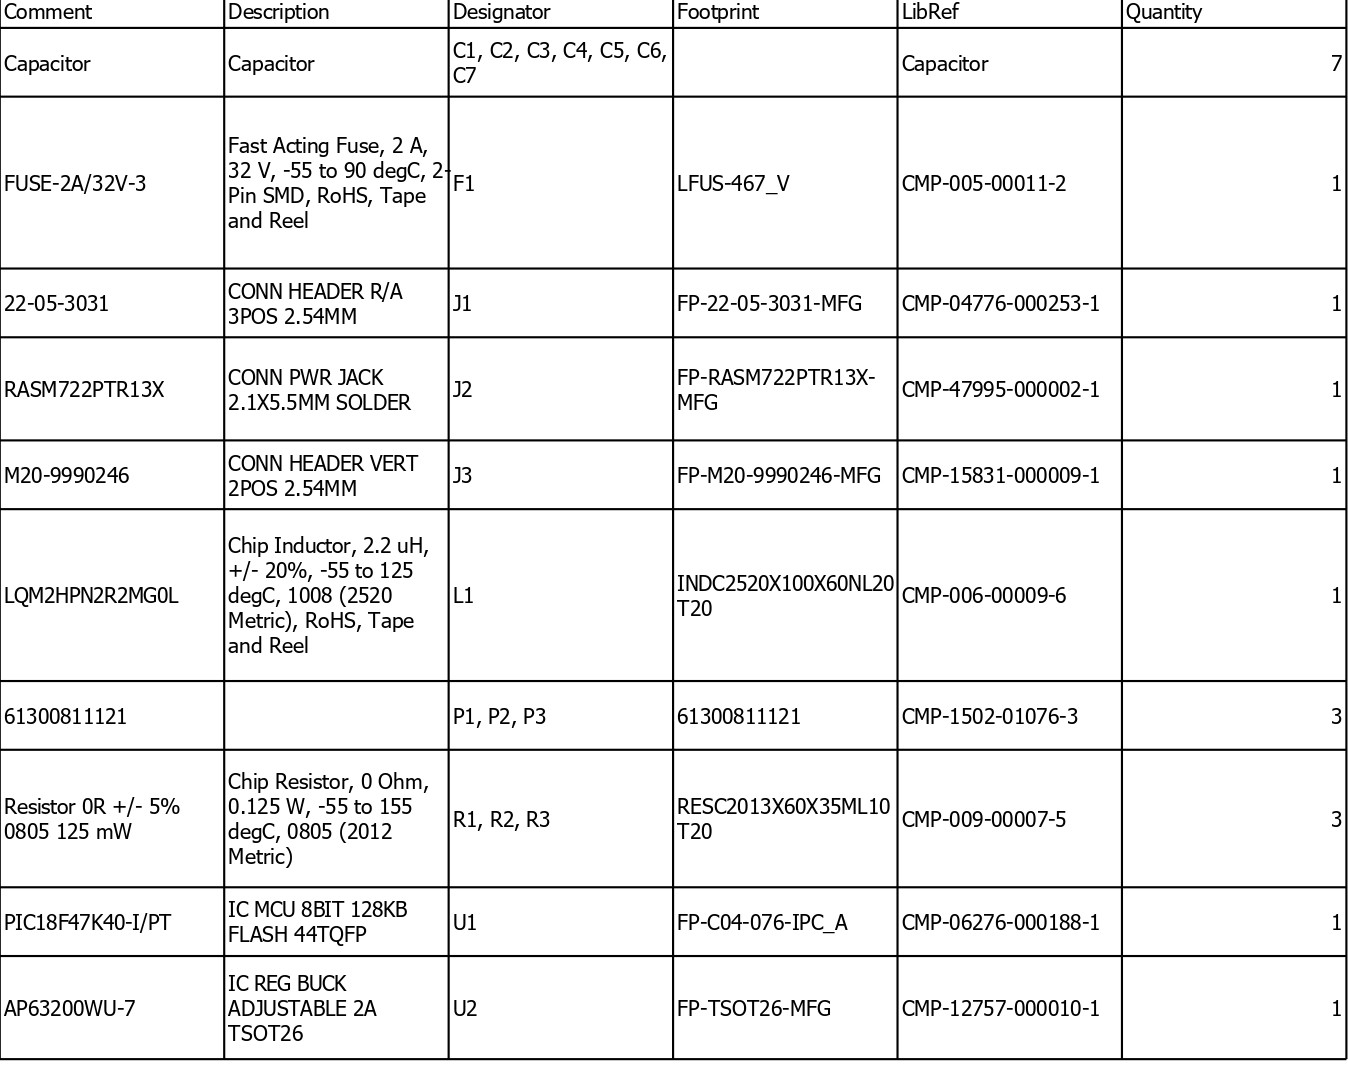 Comment Description Designator Footprint LibRef Quantity
Capacitor Capacitor C1, C2, C3, C4, C5, C6,
C7 Capacitor 7
FUSE-2A/32V-3 Fast Acting Fuse, 2 A,
32 V, -55 to 90 degC, 2-
Pin SMD, RoHS, Tape
and Reel F1 LFUS-467_V CMP-005-00011-2 1
22-05-3031 CONN HEADER R/A
3POS 2.54MM J1 FP-22-05-3031-MFG CMP-04776-000253-1 1
RASM722PTR13X CONN PWR JACK
2.1X5.5MM SOLDER J2 FP-RASM722PTR13X-
MFG CMP-47995-000002-1 1
M20-9990246 CONN HEADER VERT
2POS 2.54MM J3 FP-M20-9990246-MFG CMP-15831-000009-1 1
LQM2HPN2R2MG0L Chip Inductor, 2.2 uH,
+/- 20%, -55 to 125
degC, 1008 (2520
Metric), RoHS, Tape
and Reel L1 INDC2520X100X60NL20
T20 CMP-006-00009-6 1
61300811121 P1, P2, P3 61300811121 CMP-1502-01076-3 3
Resistor 0R +/- 5%
0805 125 mW Chip Resistor, 0 Ohm,
0.125 W, -55 to 155
degC, 0805 (2012
Metric) R1, R2, R3 RESC2013X60X35ML10
T20 CMP-009-00007-5 3
PIC18F47K40-I/PT IC MCU 8BIT 128KB
FLASH 44TQFP U1 FP-C04-076-IPC_A CMP-06276-000188-1 1
AP63200WU-7 IC REG BUCK
ADJUSTABLE 2A
TSOT26 U2 FP-TSOT26-MFG CMP-12757-000010-1 1